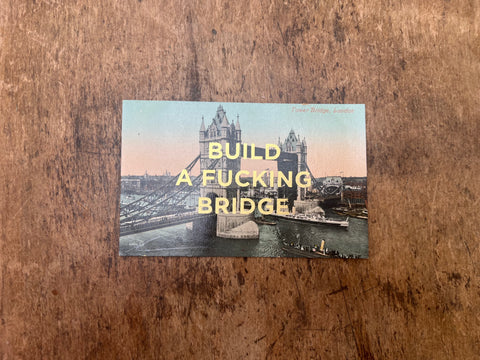 Tower Bridge, London
BUILD
A FUCKING
BRIDGE